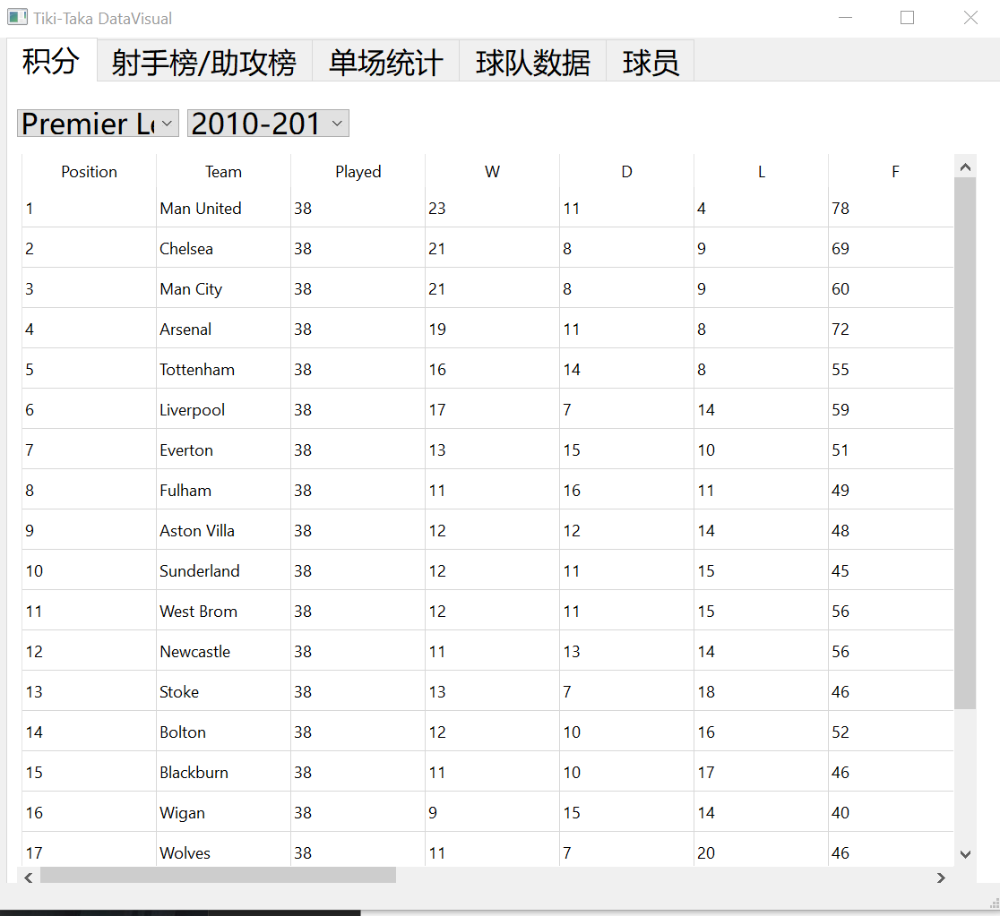 Tiki-Taka DataVisual
积分 射手榜/助攻榜 单场统计 球队数据 球员
Premier Le 2010-201
Position Team Played W D L F
1 Man United 38 23 11 4 78
2 Chelsea 38 21 8 9 69
3 Man City 38 21 8 9 60
4 Arsenal 38 19 11 8 72
5 Tottenham 38 16 14 8 55
6 Liverpool 38 17 7 14 59
7 Everton 38 13 15 10 51
8 Fulham 38 11 16 11 49
9 Aston Villa 38 12 12 14 48
10 Sunderland 38 12 11 15 45
11 West Brom 38 12 11 15 56
12 Newcastle 38 11 13 14 56
13 Stoke 38 13 7 18 46
14 Bolton 38 12 10 16 52
15 Blackburn 38 11 10 17 46
16 Wigan 38 9 15 14 40
17 Wolves 38 11 7 20 46